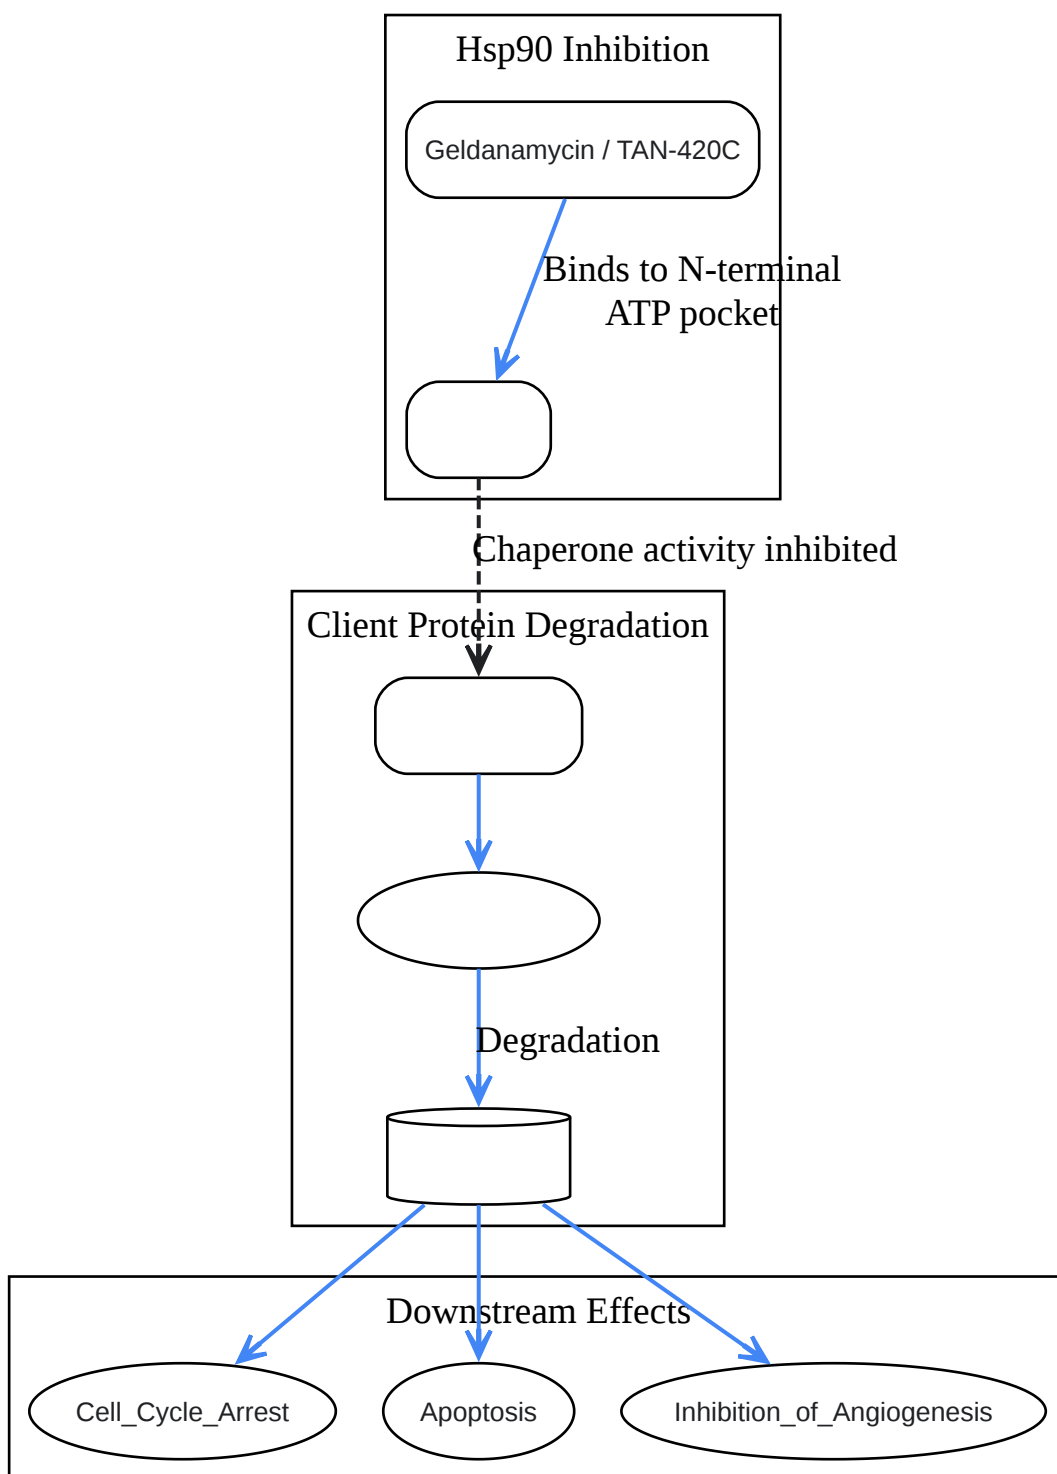 Hsp90 Inhibition
Geldanamycin / TAN-420C
Binds to N-terminal
ATP pocket
Chaperone activity inhibited
Client Protein Degradation
Degradation
Downstream Effects
Cell_Cycle_Arrest
Apoptosis
Inhibition_of_Angiogenesis